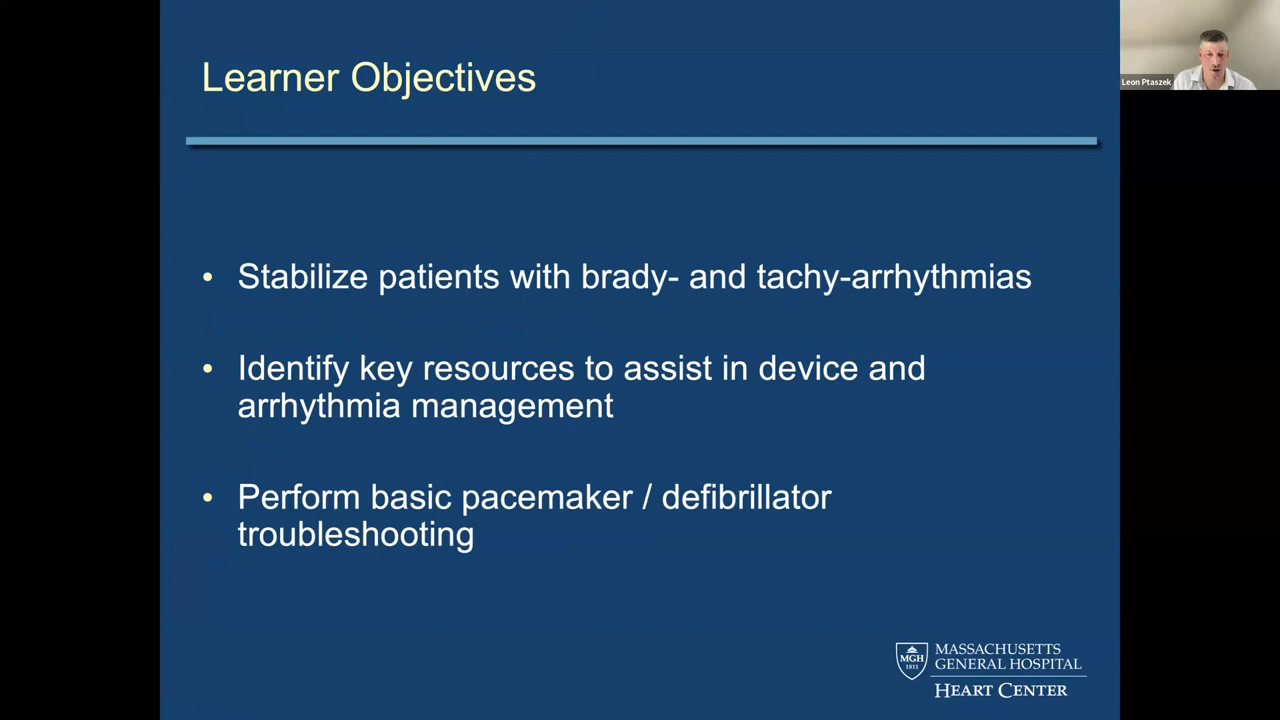 Learner Objectives
Leon Ptaszek
• Stabilize patients with brady- and tachy-arrhythmias
• Identify key resources to assist in device and
arrhythmia management
• Perform basic pacemaker / defibrillator
troubleshooting
MGH
1811
MASSACHUSETTS
GENERAL HOSPITAL
HEART CENTER